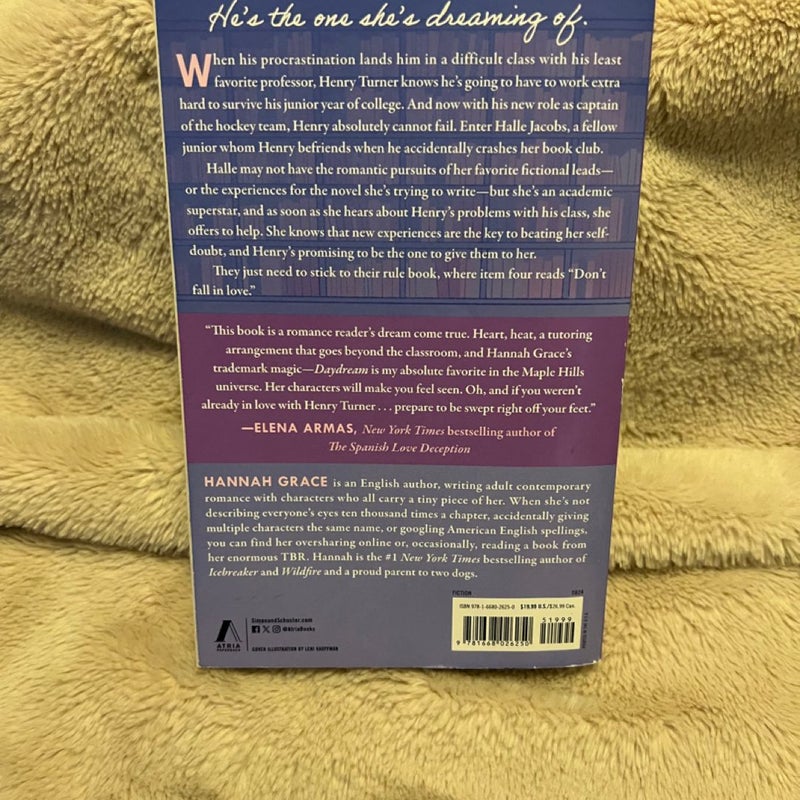 He's the one she's dreaming of.
When his procrastination lands him in a difficult class with his least
favorite professor, Henry Turner knows he's going to have to work extra
hard to survive his junior year of college. And now with his new role as captain
of the hockey team, Henry absolutely cannot fail. Enter Halle Jacobs, a fellow
junior whom Henry befriends when he accidentally crashes her book club.
Halle may not have the romantic pursuits of her favorite fictional leads—
or the experiences for the novel she's trying to write—but she's an academic
superstar, and as soon as she hears about Henry's problems with his class, she
offers to help. She knows that new experiences are the key to beating her self-
doubt, and Henry's promising to be the one to give them to her.
They just need to stick to their rule book, where item four reads "Don't
fall in love."
"This book is a romance reader's dream come true. Heart, heat, a tutoring
arrangement that goes beyond the classroom, and Hannah Grace's
trademark magic—Daydream is my absolute favorite in the Maple Hills
universe. Her characters will make you feel seen. Oh, and if you weren't
already in love with Henry Turner . . . prepare to be swept right off your feet."
—ELENA ARMAS, New York Times bestselling author of
The Spanish Love Deception
HANNAH GRACE is an English author, writing adult contemporary
romance with characters who all carry a tiny piece of her. When she's not
describing everyone's eyes ten thousand times a chapter, accidentally giving
multiple characters the same name, or googling American English spellings,
you can find her oversharing online or, occasionally, reading a book from
her enormous TBR. Hannah is the #1 New York Times bestselling author of
Icebreaker and Wildfire and a proud parent to two dogs.
FICTION
0824
ISBN 978-1-6680-2625-0 $19.99 U.S./$26.99 Can.
51999
9 781668 026250
SimonandSchuster.com
@AtriaBooks
ATRIA
PAPERBACK
COVER ILLUSTRATION BY LENI KAUFFMAN